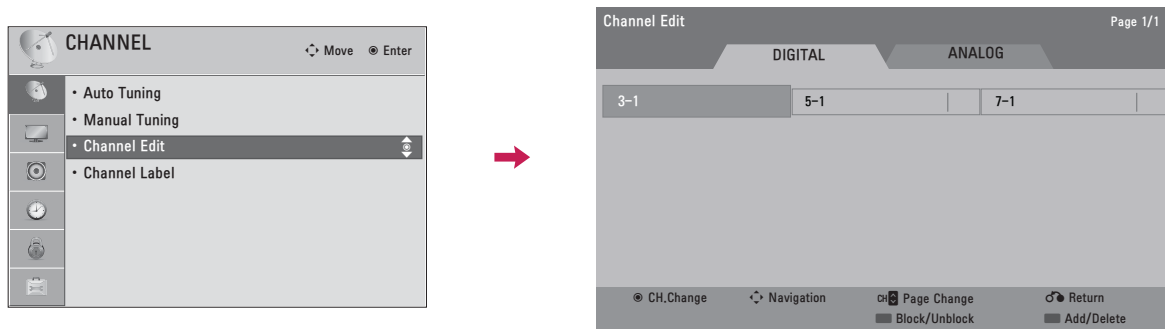 CHANNEL
Move Enter
• Auto Tuning
• Manual Tuning
• Channel Edit
• Channel Label
Channel Edit Page 1/1
DIGITAL ANALOG
3-1 5-1 7-1
CH.Change Navigation CH Page Change Return
Block/Unblock Add/Delete